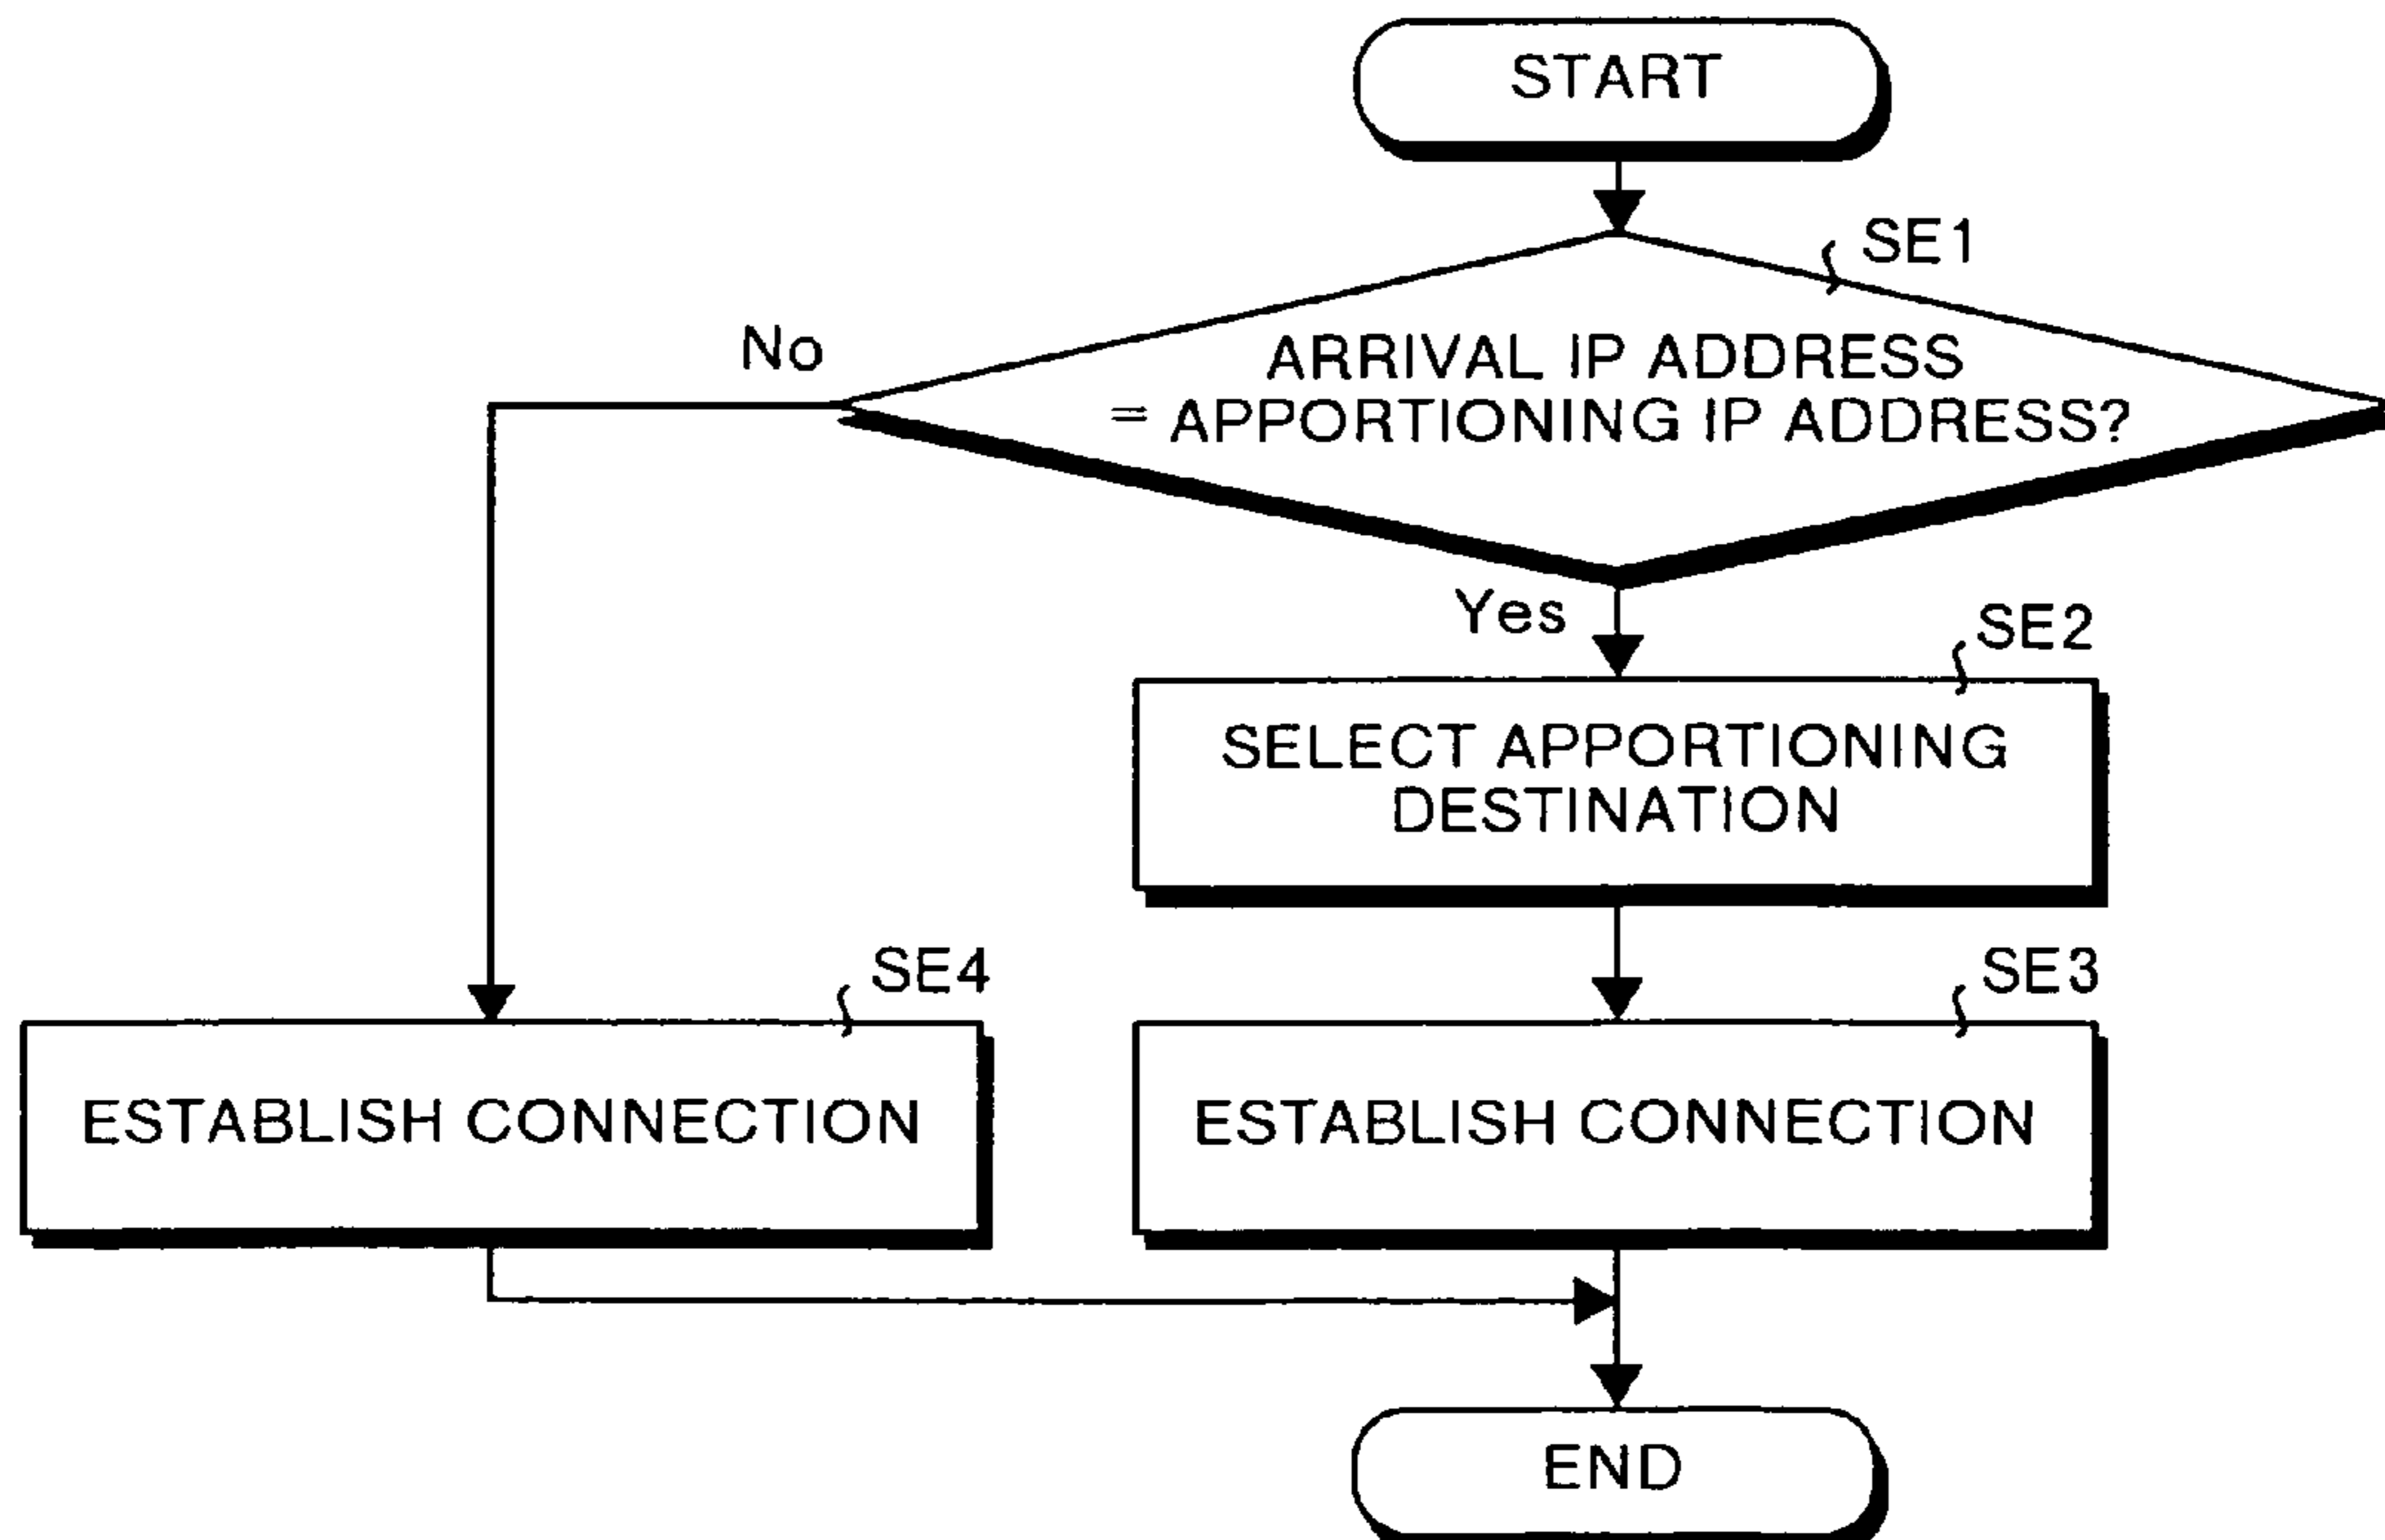 START
SE1
No
ARRIVAL IP ADDRESS
= APPORTIONING IP ADDRESS?
Yes
SE2
SELECT APPORTIONING
DESTINATION
SE4
SE3
ESTABLISH CONNECTION
ESTABLISH CONNECTION
END